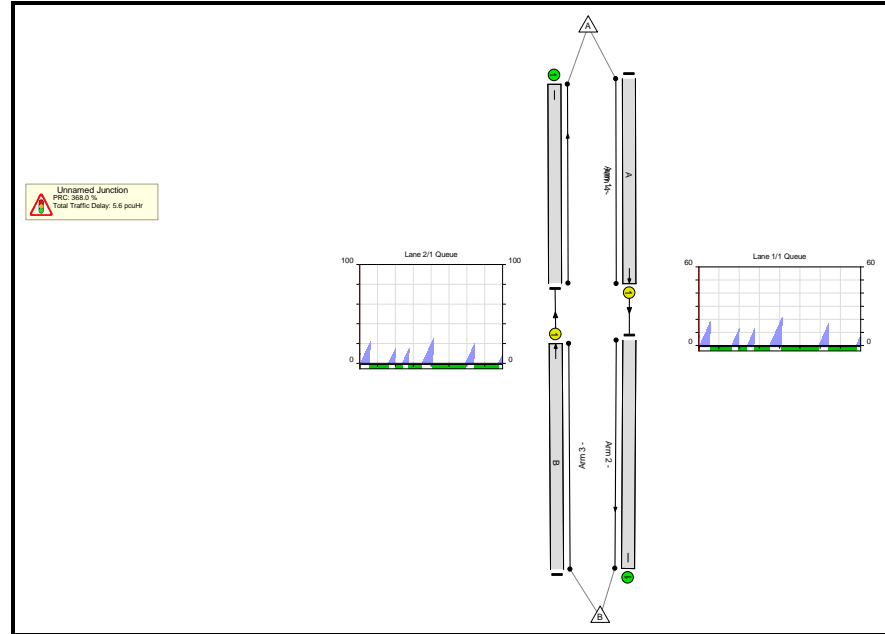 A
Unnamed Junction
PRC: 368.0 %
Total Traffic Delay: 5.6 pcuHr
A
Lane 2/1 Queue
100
100
0
0
Lane 1/1 Queue
60
60
0
0
B
Arm 3 -
Arm 2 -
B